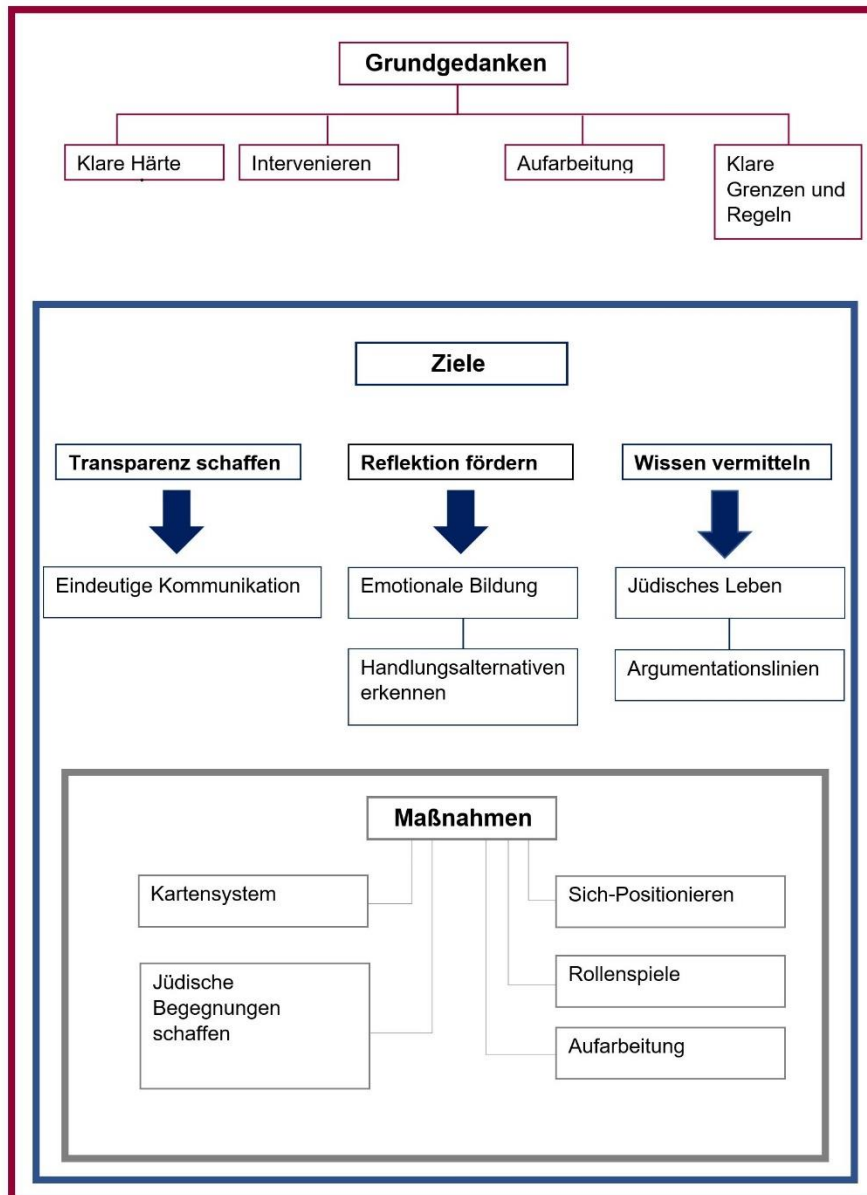 Grundgedanken
Klare Härte
Intervenieren
Aufarbeitung
Klare
Grenzen und
Regeln
Ziele
Transparenz schaffen
Reflektion fördern
Wissen vermitteln
Eindeutige Kommunikation
Emotionale Bildung
Jüdisches Leben
Handlungsalternativen
erkennen
Argumentationslinien
Maßnahmen
Kartensystem
Sich-Positionieren
Jüdische
Begegnungen
schaffen
Rollenspiele
Aufarbeitung